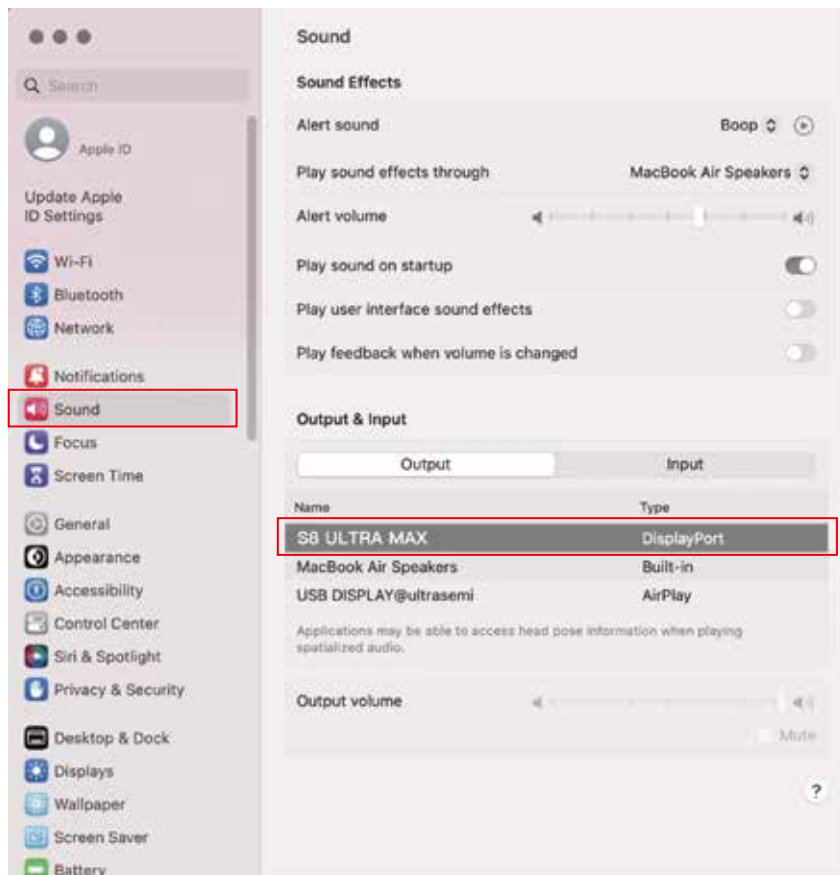 Search
Apple ID
Update Apple
ID Settings
Wi-Fi
Bluetooth
Network
Notifications
Sound
Focus
Screen Time
General
Appearance
Accessibility
Control Center
Siri & Spotlight
Privacy & Security
Desktop & Dock
Displays
Wallpaper
Screen Saver
Battery
Sound
Sound Effects
Alert sound
Boop
Play sound effects through
MacBook Air Speakers
Alert volume
Play sound on startup
Play user interface sound effects
Play feedback when volume is changed
Output & Input
Output Input
Name Type
S8 ULTRA MAX DisplayPort
MacBook Air Speakers Built-in
USB DISPLAY@ultrasemi AirPlay
Applications may be able to access head pose information when playing
spatialized audio.
Output volume
Mute
?